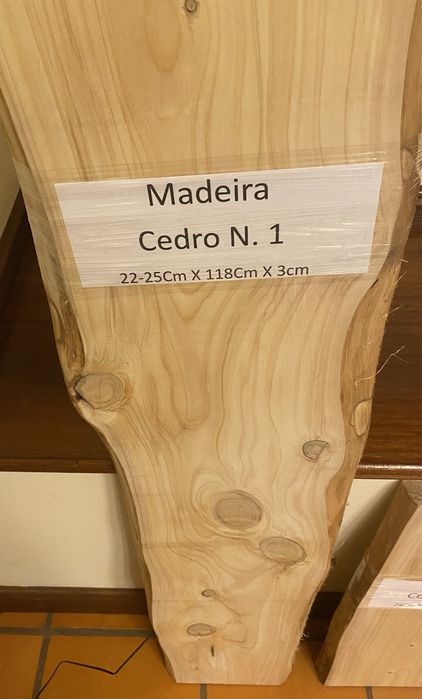 Madeira
Cedro N. 1
22-25Cm X 118Cm X 3cm